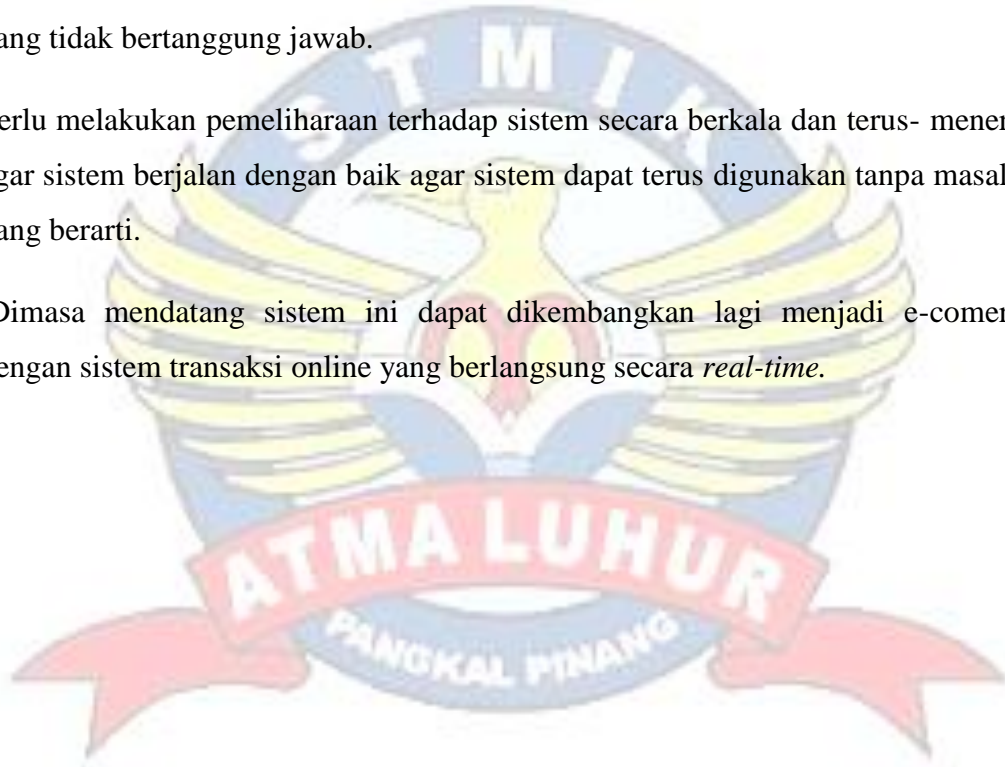 ang tidak bertanggung jawab.
erlu melakukan pemeliharaan terhadap sistem secara berkala dan terus- mener
gar sistem berjalan dengan baik agar sistem dapat terus digunakan tanpa masal
ang berarti.
Dimasa mendatang sistem ini dapat dikembangkan lagi menjadi e-comer
engan sistem transaksi online yang berlangsung secara real-time.
STMIK
ATMA LUHUR
PANGKAL PINANG